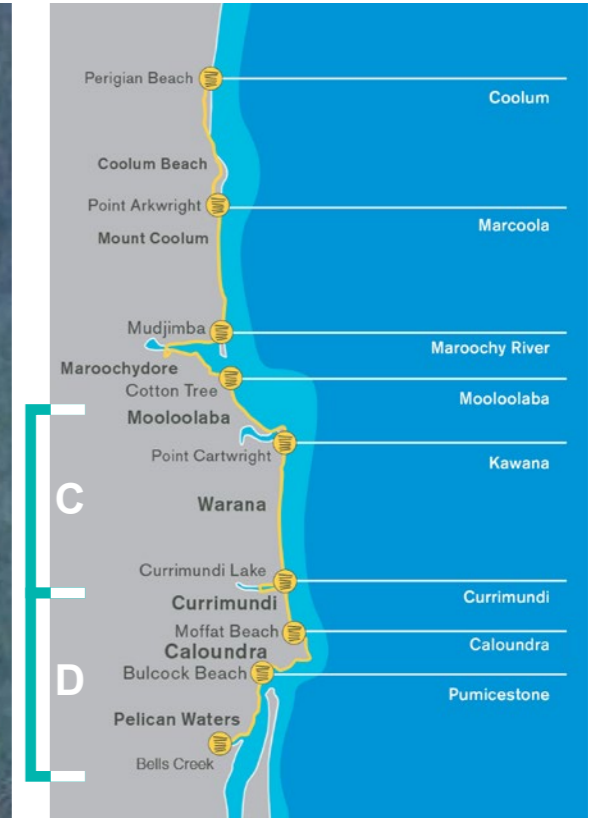 Perigian Beach
Coolum
Coolum Beach
Point Arkwright
Marcoola
Mount Coolum
Mudjimba
Maroochy River
Maroochydore
Cotton Tree
Mooloolaba
Mooloolaba
Point Cartwright
Kawana
C
Warana
Currimundi Lake
Currimundi
Currimundi
Moffat Beach
Caloundra
Caloundra
Bulcock Beach
D
Pumicestone
Pelican Waters
Bells Creek